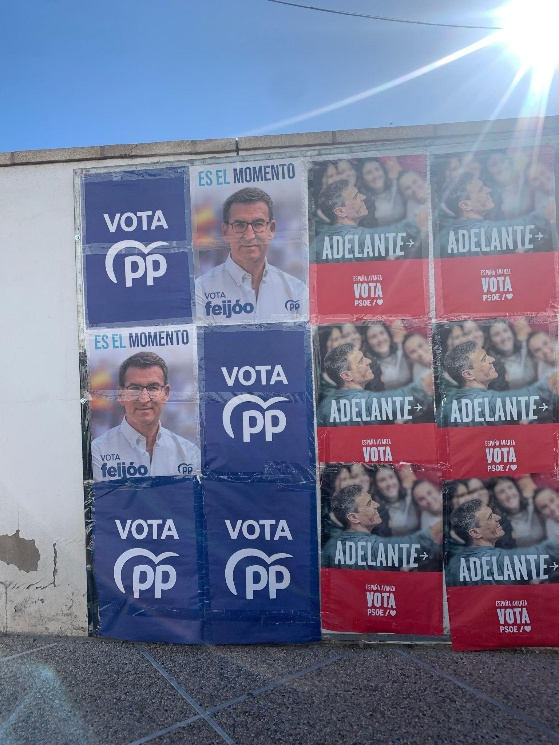 VOTA
PP
ES EL MOMENTO
VOTA
feijóo
PP
ADELANTE→
ESPAÑA AVANZA
VOTA
PSOE/♥
ADELANTE→
ESPAÑA AVANZA
VOTA
PSOE/♥
ES EL MOMENTO
VOTA
feijóo
PP
VOTA
PP
ADELANTE→
ESPAÑA AVANZA
VOTA
ADELANTE→
ESPAÑA AVANZA
VOTA
PSOE/♥
VOTA
PP
VOTA
PP
ADELANTE→
ESPAÑA AVANZA
VOTA
PSOE/♥
ADELANTE→
ESPAÑA AVANZA
VOTA
PSOE/♥